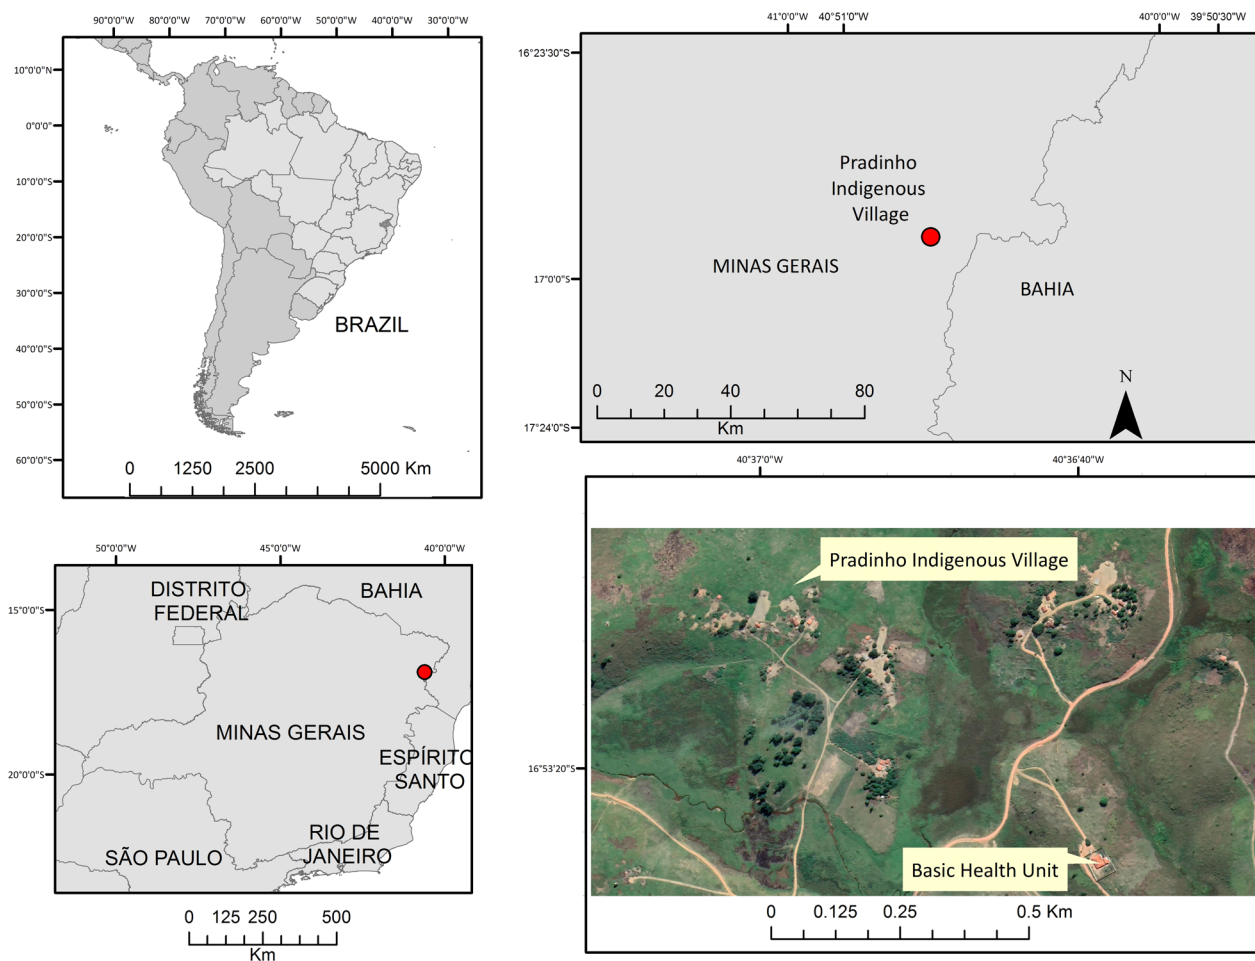 90°0'0"W 80°0'0"W 70°0'0"W 60°0'0"W 50°0'0"W 40°0'0"W 30°0'0"W
10°0'0"N
0°0'0"
10°0'0"S
20°0'0"S
30°0'0"S
40°0'0"S
50°0'0"S
60°0'0"S
BRAZIL
0 1250 2500 5000 Km
41°0'0"W 40°51'0"W 40°0'0"W 39°50'30"W
16°23'30"S
17°0'0"S
17°24'0"S
Pradinho
Indigenous
Village
MINAS GERAIS
BAHIA
0 20 40 80
Km
N
50°0'0"W 45°0'0"W 40°0'0"W
15°0'0"S
20°0'0"S
DISTRITO
FEDERAL
BAHIA
MINAS GERAIS
ESPÍRITO
SANTO
RIO DE
JANEIRO
SÃO PAULO
0 125 250 500
Km
40°37'0"W 40°36'40"W
16°53'20"S
Pradinho Indigenous Village
Basic Health Unit
0 0.125 0.25 0.5 Km